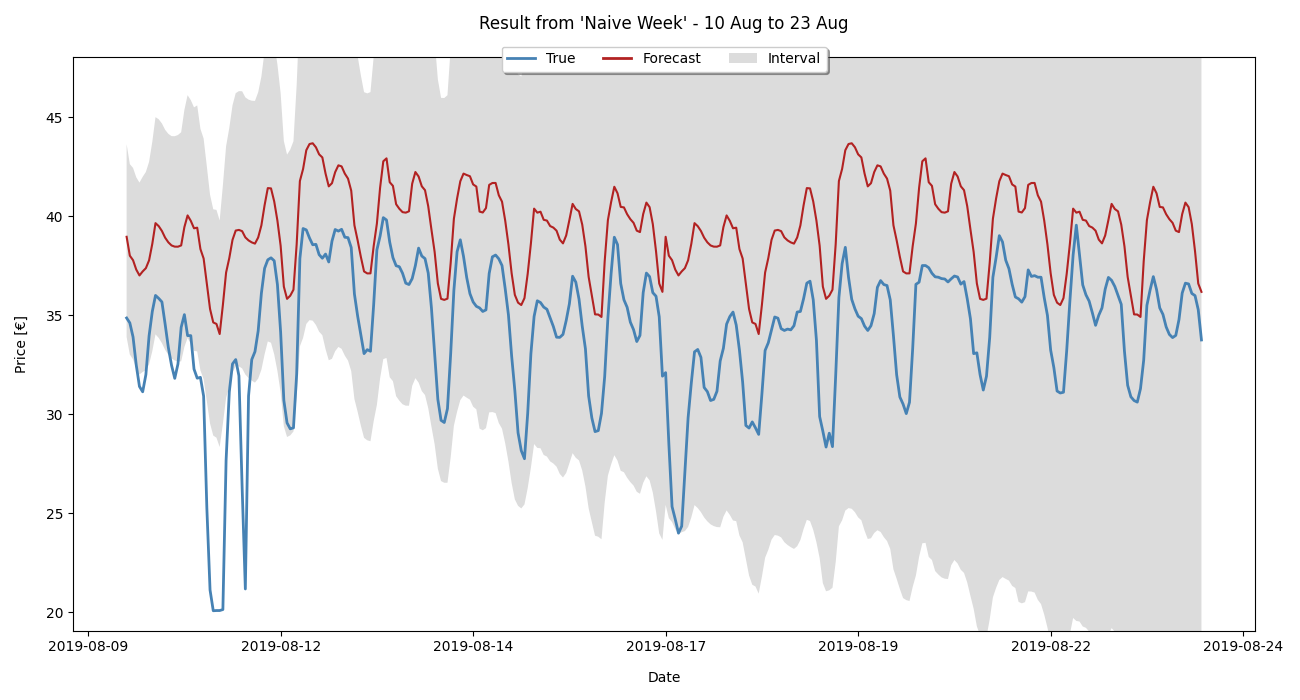 Result from 'Naive Week' - 10 Aug to 23 Aug
True
Forecast
Interval
45
40
35
30
25
20
Price [€]
2019-08-09
2019-08-12
2019-08-14
2019-08-17
2019-08-19
2019-08-22
2019-08-24
Date